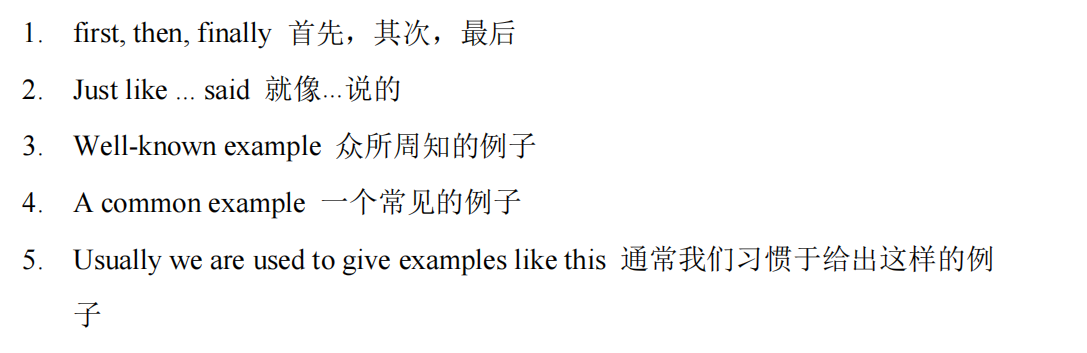 1. first, then, finally 首先，其次，最后
2. Just like ... said 就像...说的
3. Well-known example 众所周知的例子
4. A common example 一个常见的例子
5. Usually we are used to give examples like this 通常我们习惯于给出这样的例
子